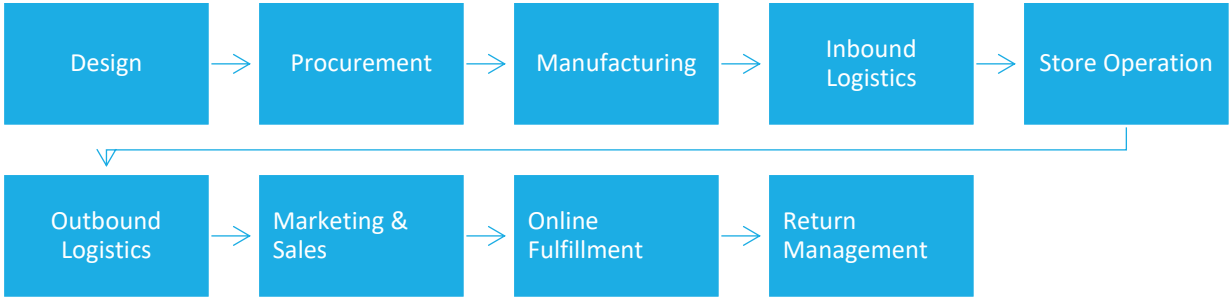 Design
Procurement
Manufacturing
Inbound
Logistics
Store Operation
Outbound
Logistics
Marketing &
Sales
Online
Fulfillment
Return
Management